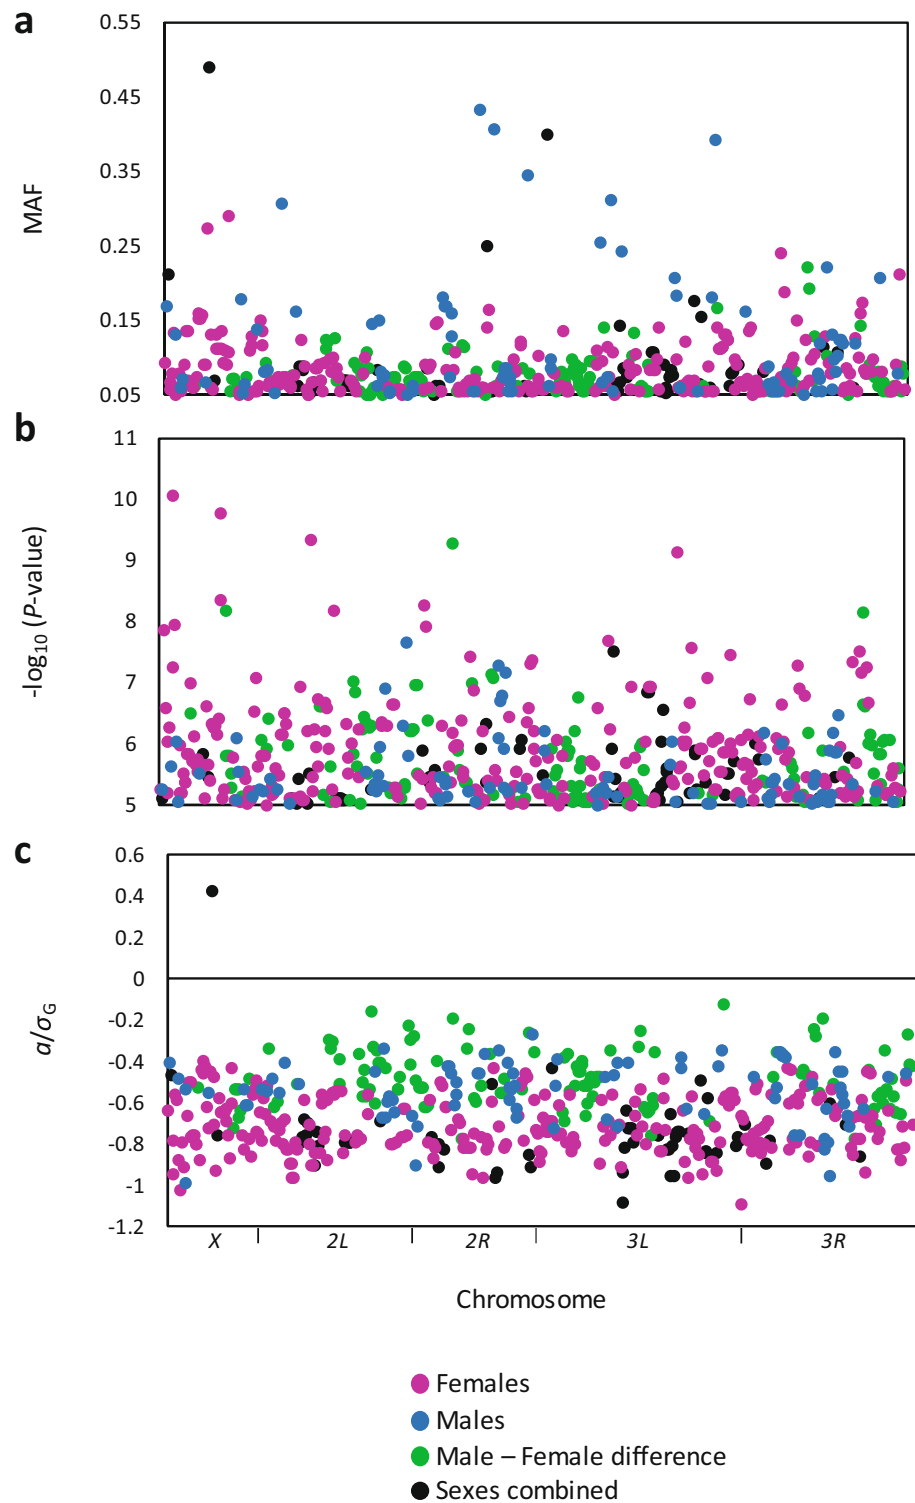 a
0.55
0.45
0.35
0.25
0.15
0.05
MAF
b
11
10
9
8
7
6
5
-log10 (P-value)
c
0.6
0.4
0.2
0
-0.2
-0.4
-0.6
-0.8
-1
-1.2
a/σG
X 2L 2R 3L 3R
Chromosome
Females
Males
Male – Female difference
Sexes combined